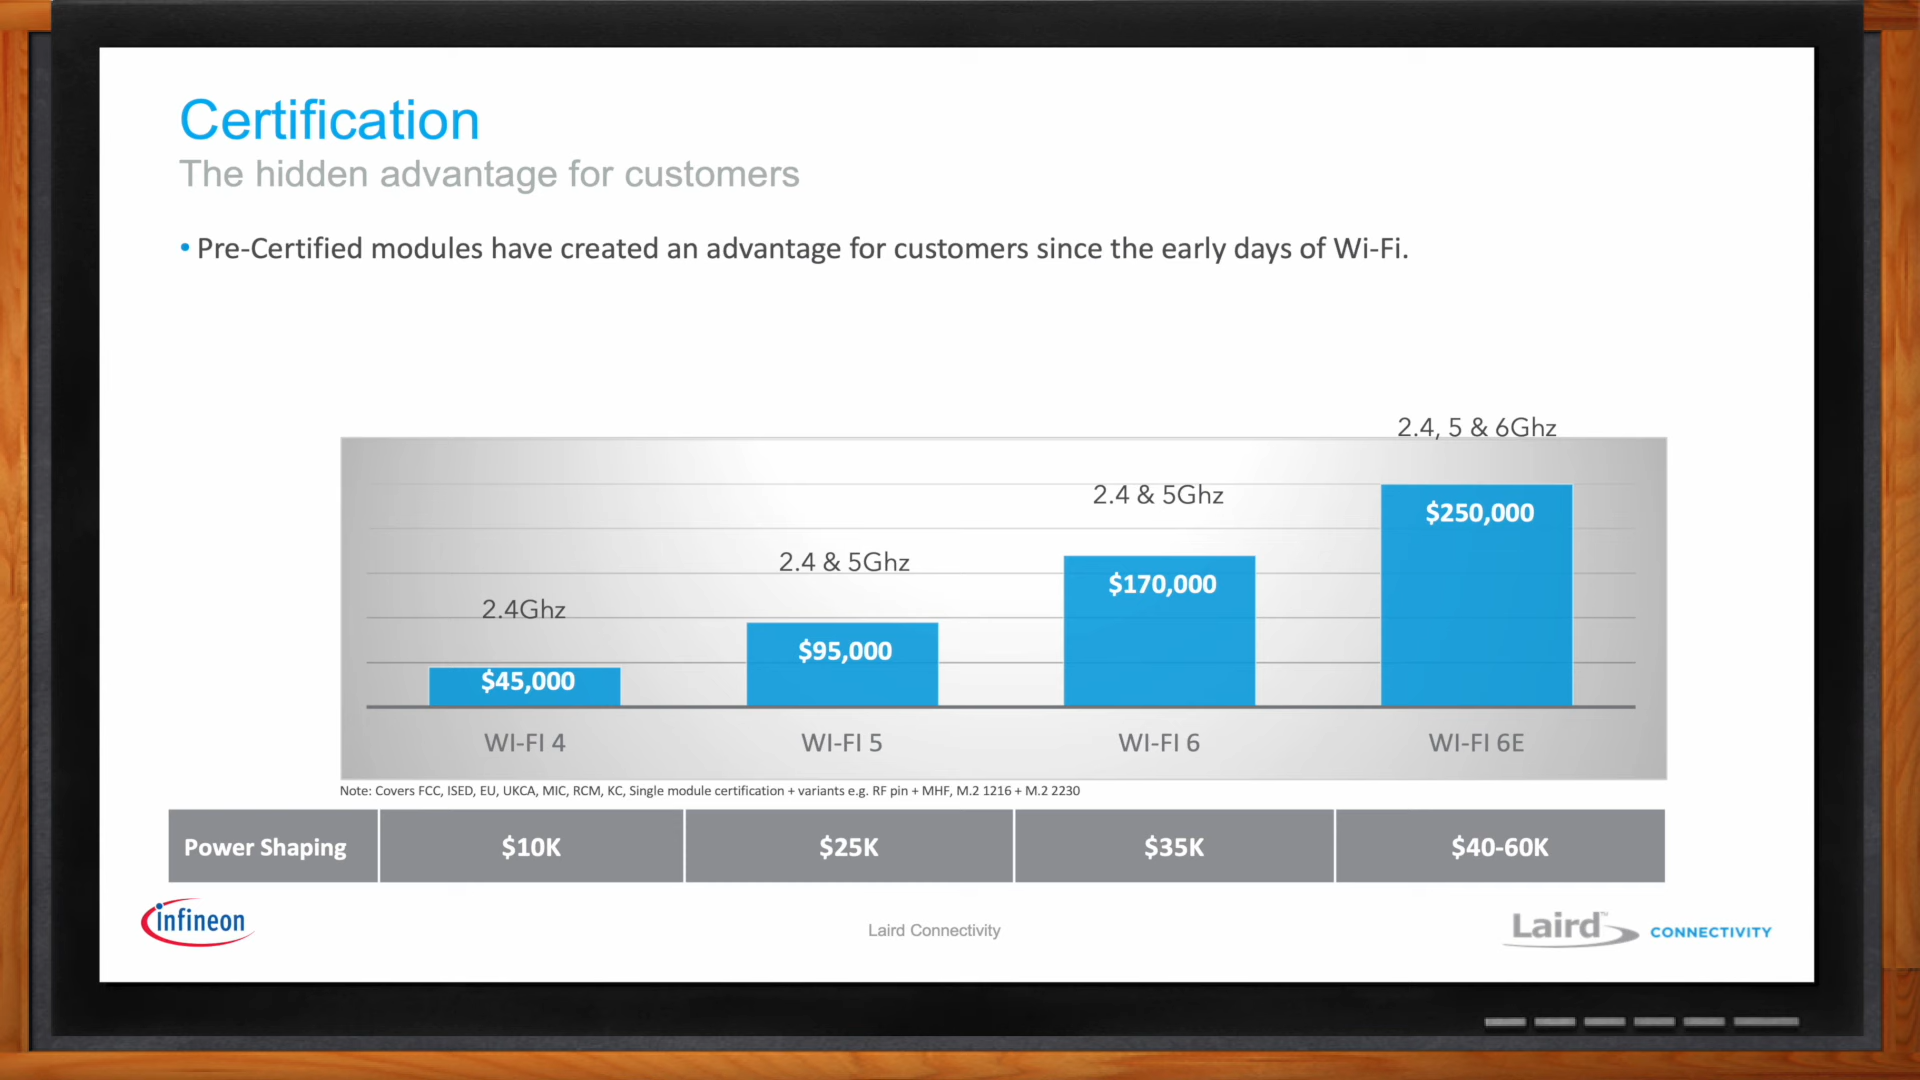 Certification
The hidden advantage for customers
• Pre-Certified modules have created an advantage for customers since the early days of Wi-Fi.
2.4, 5 & 6Ghz
2.4 & 5Ghz
$250,000
2.4 & 5Ghz
$170,000
2.4Ghz
$95,000
$45,000
WI-FI 4 WI-FI 5 WI-FI 6 WI-FI 6E
Note: Covers FCC, ISED, EU, UKCA, MIC, RCM, KC, Single module certification + variants e.g. RF pin + MHF, M.2 1216 + M.2 2230
Power Shaping $10K $25K $35K $40-60K
infineon
Laird Connectivity
Laird™ CONNECTIVITY